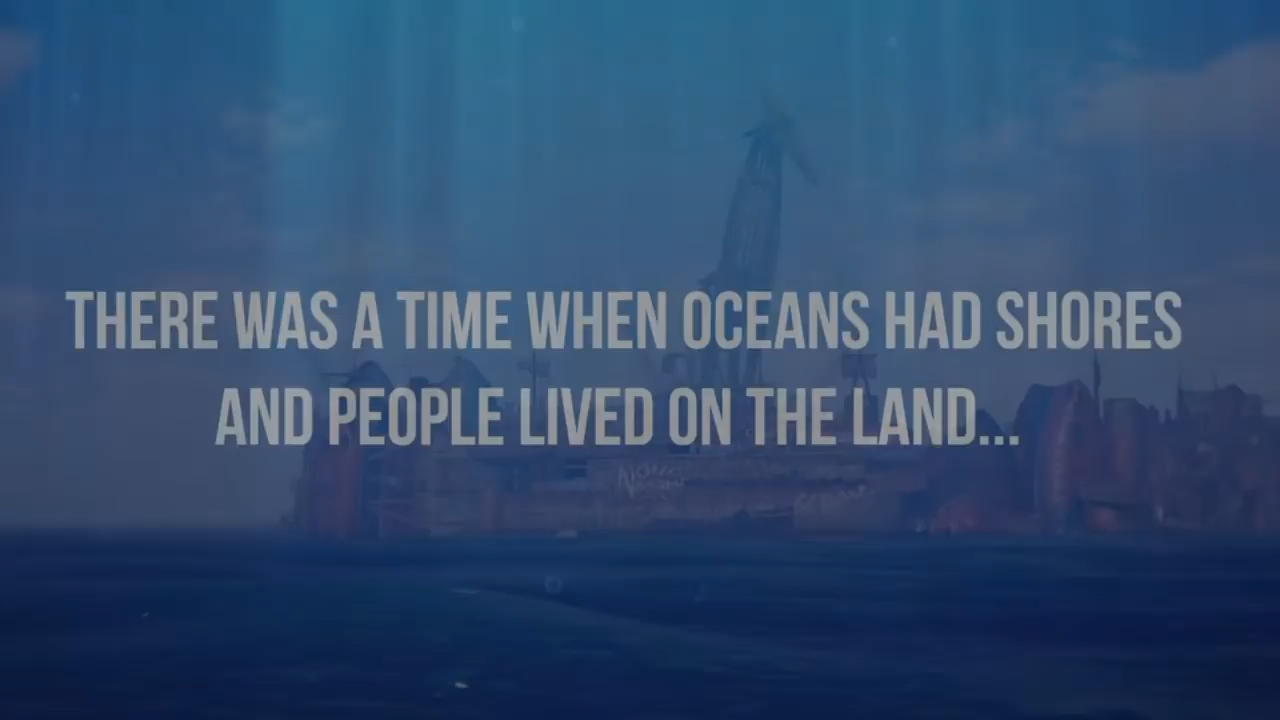 THERE WAS A TIME WHEN OCEANS HAD SHORES
AND PEOPLE LIVED ON THE LAND...